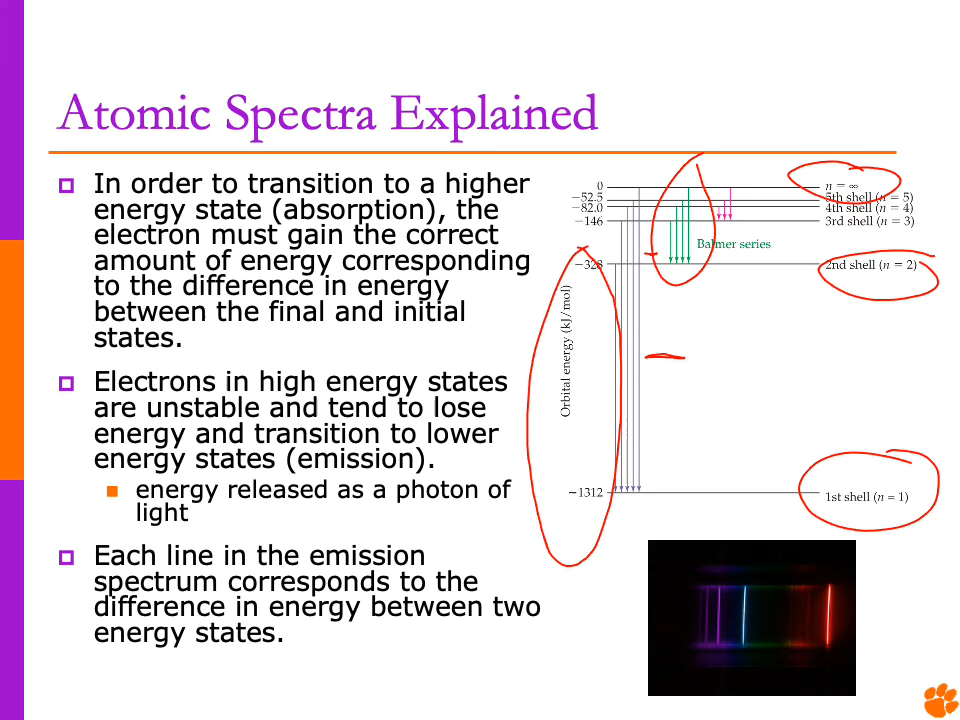 Atomic Spectra Explained
In order to transition to a higher
energy state (absorption), the
electron must gain the correct
amount of energy corresponding
to the difference in energy
between the final and initial
states.
Electrons in high energy states
are unstable and tend to lose
energy and transition to lower
energy states (emission).
energy released as a photon of
light
Each line in the emission
spectrum corresponds to the
difference in energy between two
energy states.
0
n = ∞
−52.5
5th shell (n = 5)
−82.0
4th shell (n = 4)
−146
3rd shell (n = 3)
Balmer series
−328
2nd shell (n = 2)
Orbital energy (kJ/mol)
−1312
1st shell (n = 1)